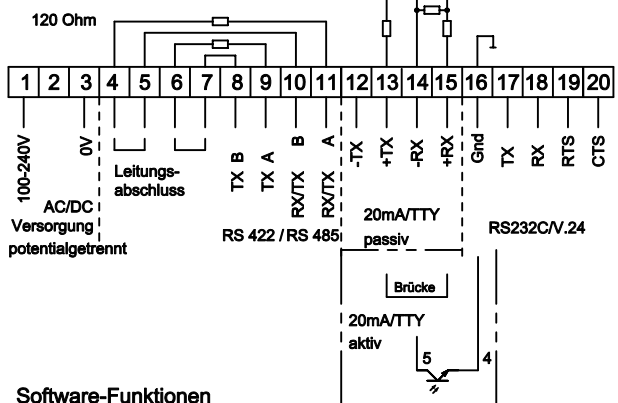 120 Ohm
1 2 3 4 5 6 7 8 9 10 11 12 13 14 15 16 17 18 19 20
100-240V
0V
Leitungs-
abschluss
TX B
TX A
RX/TX B
RX/TX A
-TX
+TX
-RX
+RX
Gnd
TX
RX
RTS
CTS
AC/DC
Versorgung
potentialgetrennt
RS 422 / RS 485
20mA/TTY
passiv
RS232C/V.24
Brücke
20mA/TTY
aktiv
5 4
Software-Funktionen